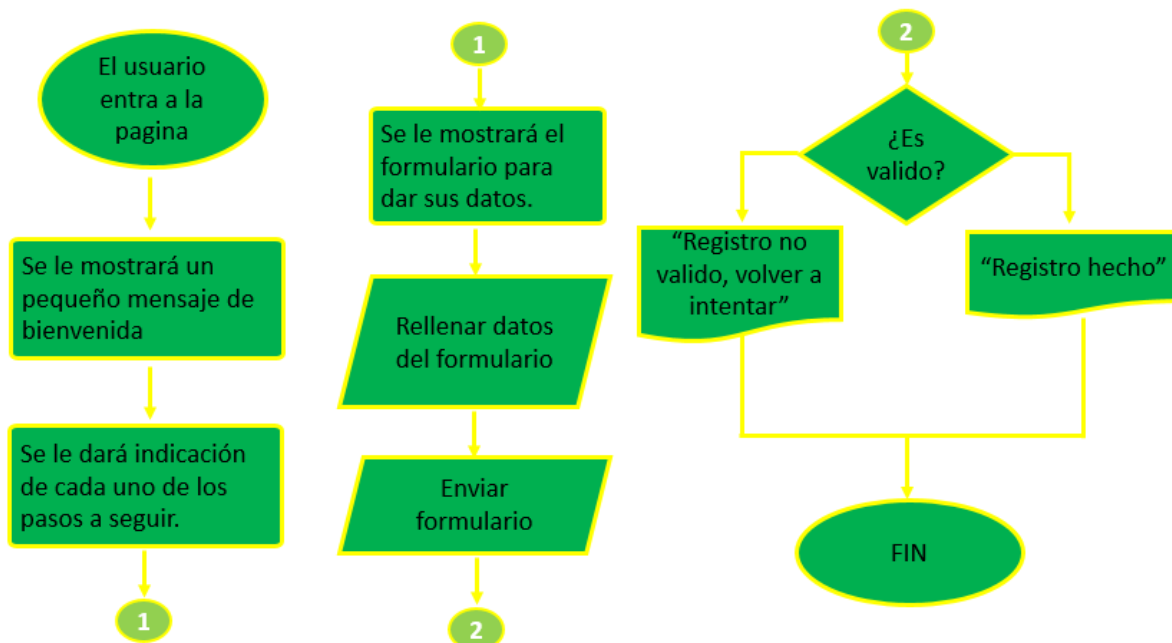 El usuario
entra a la
pagina
Se le mostrará un
pequeño mensaje de
bienvenida
Se le dará indicación
de cada uno de los
pasos a seguir.
1
1
Se le mostrará el
formulario para
dar sus datos.
Rellenar datos
del formulario
Enviar
formulario
2
2
¿Es
valido?
“Registro no
valido, volver a
intentar”
“Registro hecho”
FIN